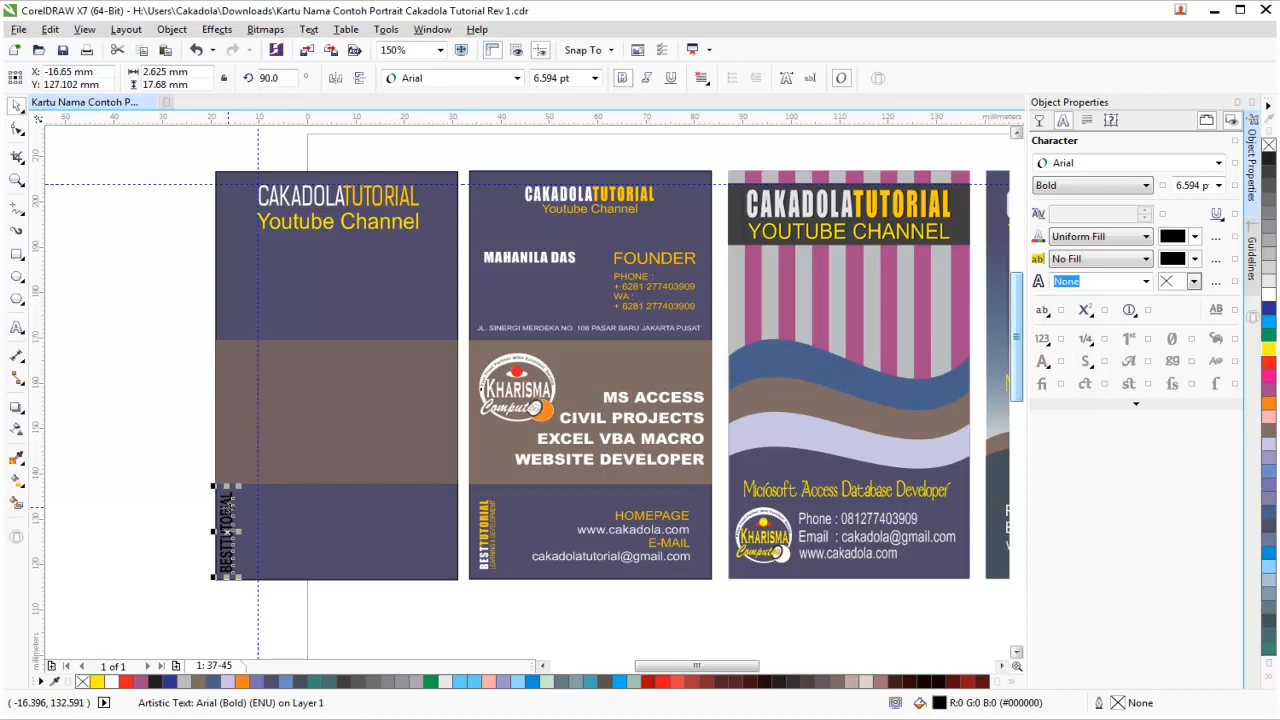 CorelDRAW X7 (64-Bit) - H:\Users\Cakadola\Downloads\Kartu Nama Contoh Portrait Cakadola Tutorial Rev 1.cdr
File Edit View Layout Object Effects Bitmaps Text Table Tools Window Help
150% Snap To
X: -16.65 mm
Y: 127.102 mm
2.625 mm
17.68 mm
90.0 °
Arial
6.594 pt
Kartu Nama Contoh P...
millimeters
CAKADOLATUTORIAL
Youtube Channel
BESTTUTORIAL
CAKADOLATUTORIAL
Youtube Channel
MAHANILA DAS
FOUNDER
PHONE :
+ 6281 277403909
WA :
+ 6281 277403909
JL. SINERGI MERDEKA NO. 108 PASAR BARU JAKARTA PUSAT
KHARISMA
Computer
MS ACCESS
CIVIL PROJECTS
EXCEL VBA MACRO
WEBSITE DEVELOPER
BESTTUTORIAL
LEARNING & DEVELOPMENT
HOMEPAGE
www.cakadola.com
E-MAIL
cakadolatutorial@gmail.com
CAKADOLATUTORIAL
YOUTUBE CHANNEL
Microsoft Access Database Developer
KHARISMA
Computer
Phone : 081277403909
Email : cakadola@gmail.com
www.cakadola.com
Object Properties
Character
Arial
Bold
6.594 pt
Uniform Fill
No Fill
None
Object Properties
Guidelines
1 of 1
1: 37-45
( -16.396, 132.591 )
Artistic Text: Arial (Bold) (ENU) on Layer 1
R:0 G:0 B:0 (#000000)
None